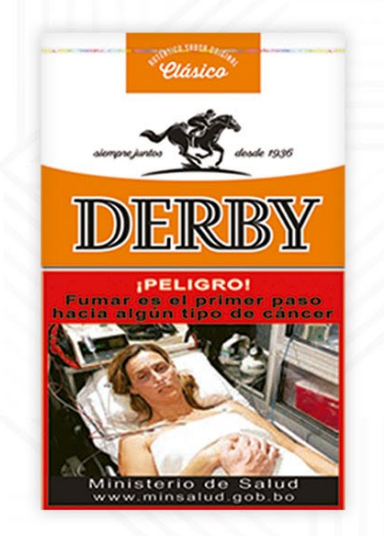 AUTÉNTICO SABOR ORIGINAL
Clásico
siempre juntos desde 1936
DERBY
¡PELIGRO!
Fumar es el primer paso
hacia algún tipo de cáncer
Ministerio de Salud
www.minsalud.gob.bo